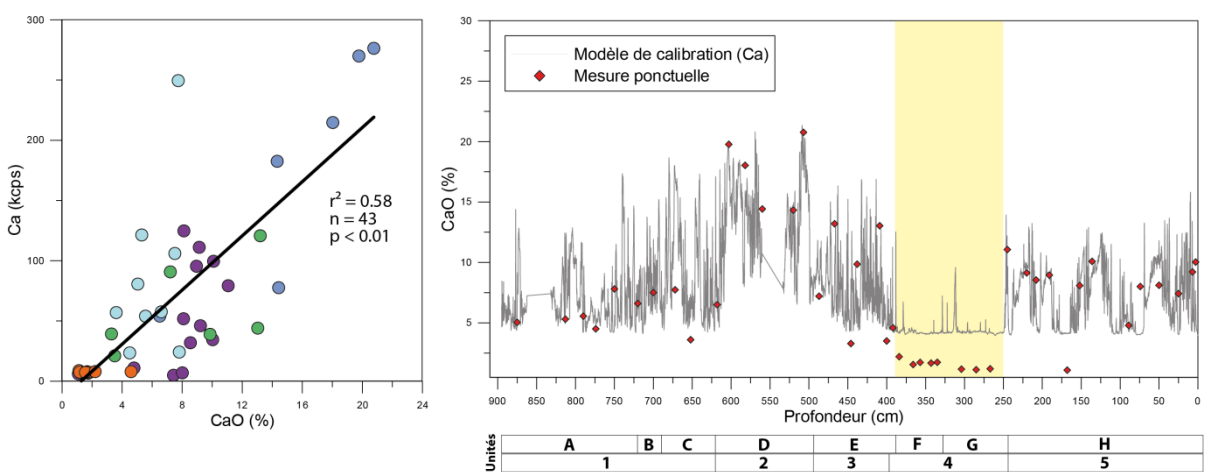 300
200
100
0
Ca (kcps)
r² = 0.58
n = 43
p < 0.01
0 4 8 12 16 20 24
CaO (%)
30
25
20
15
10
5
CaO (%)
Modèle de calibration (Ca)
Mesure ponctuelle
900 850 800 750 700 650 600 550 500 450 400 350 300 250 200 150 100 50 0
Profondeur (cm)
Unités
A B C D E F G H
1 2 3 4 5